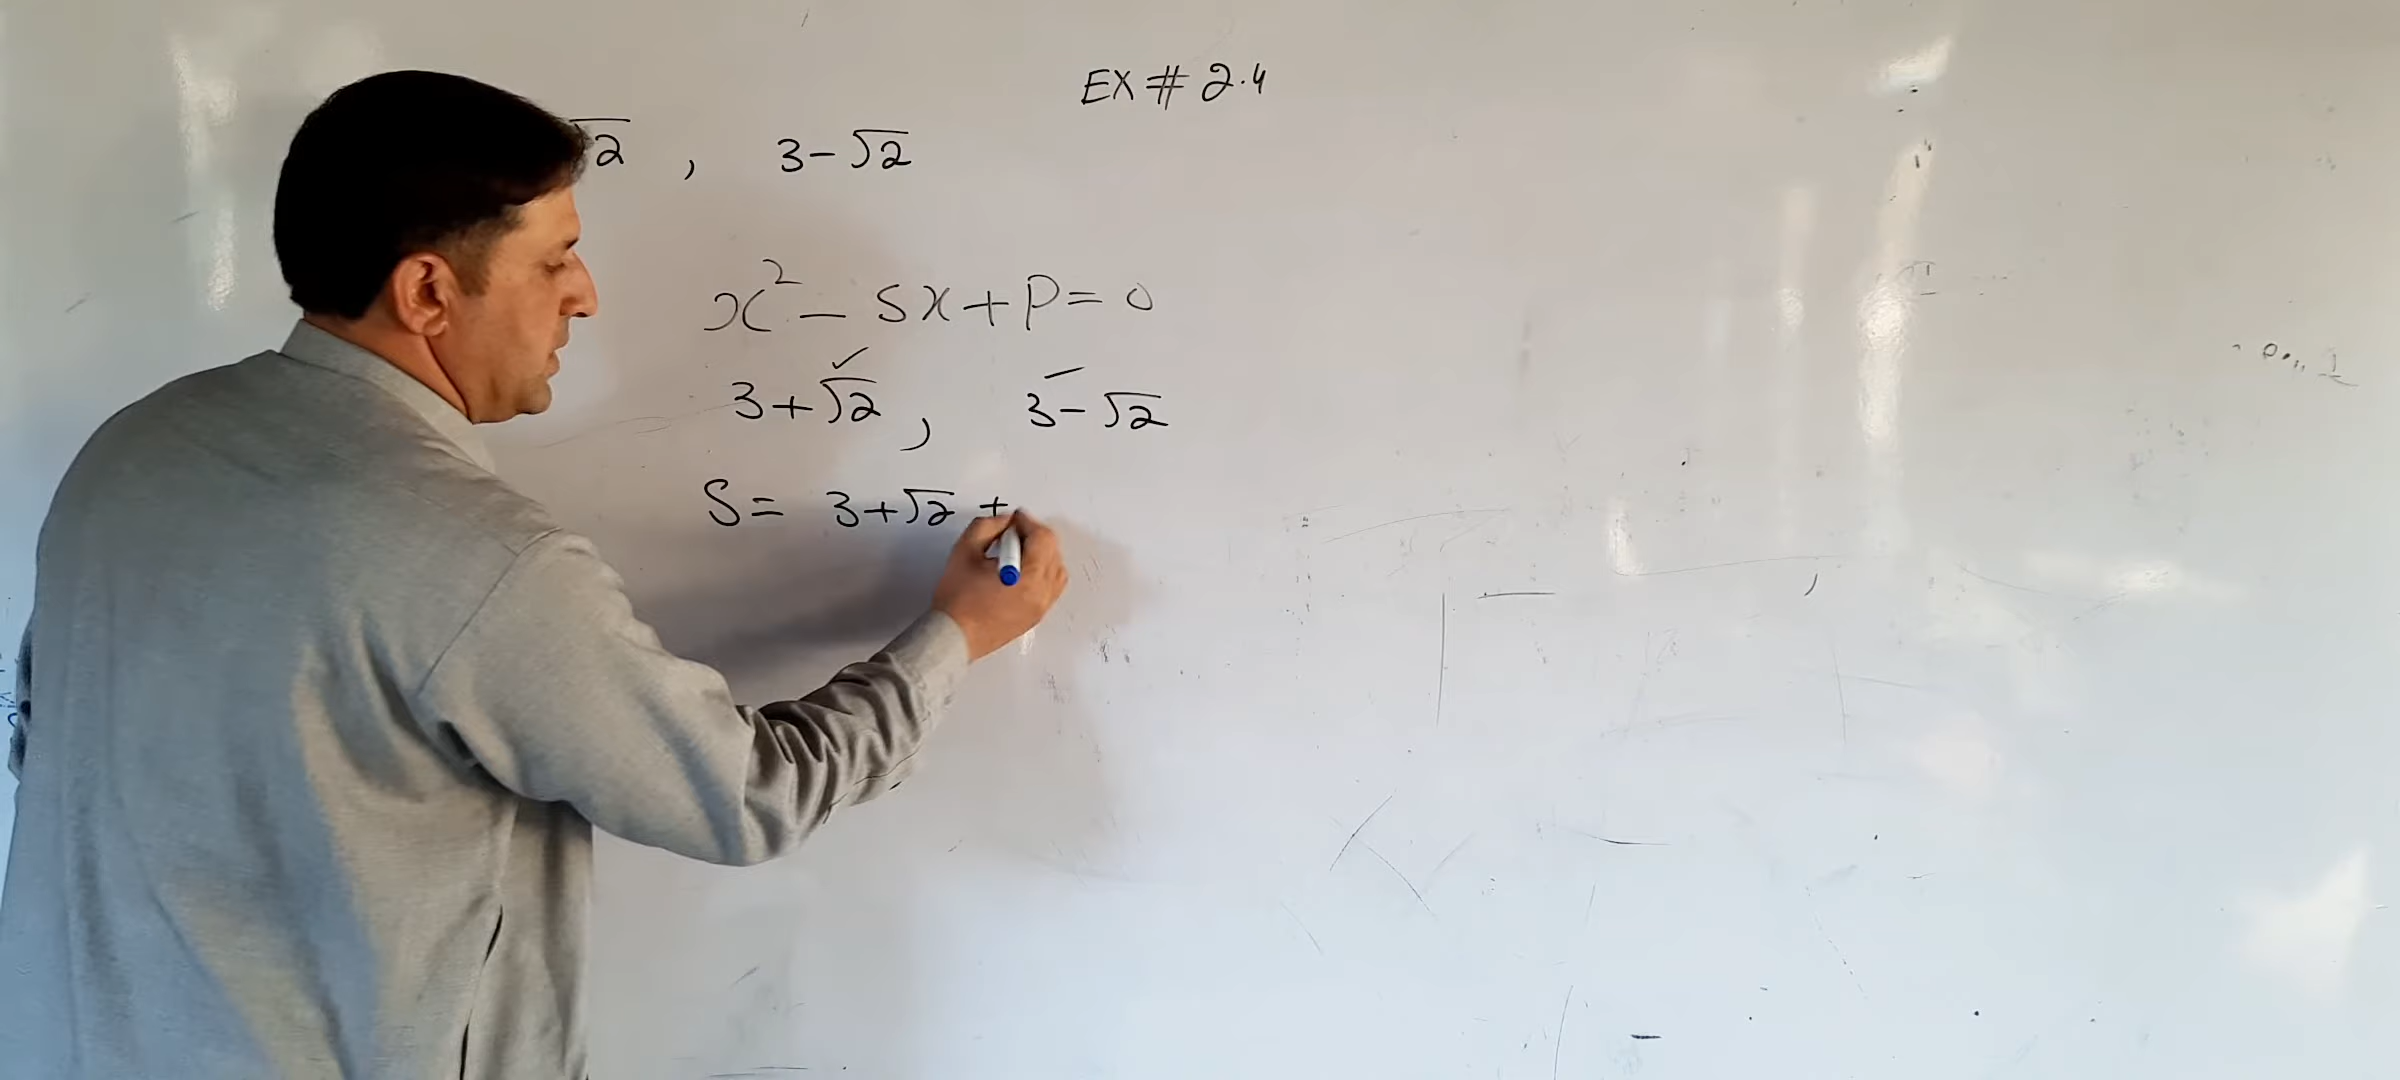 EX # 2.4
√2 , 3-√2
x² - Sx + P = 0
3+√2 , 3-√2
S = 3+√2 +